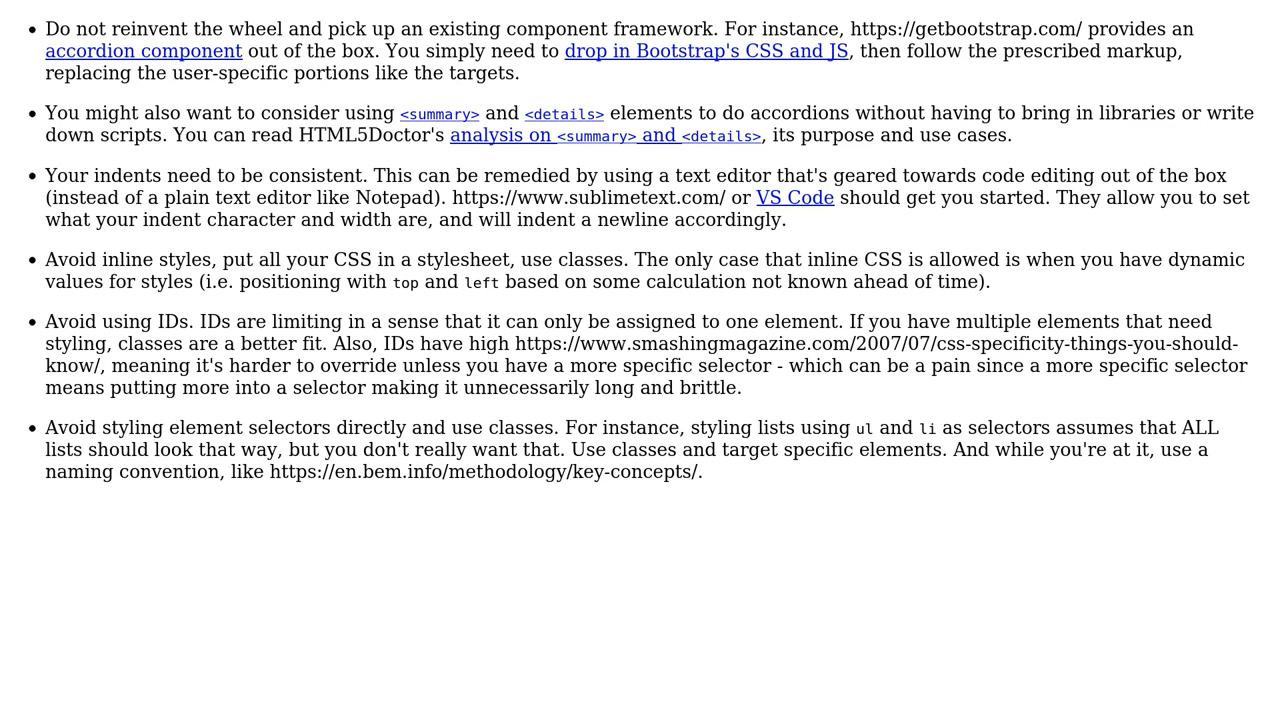 • Do not reinvent the wheel and pick up an existing component framework. For instance, https://getbootstrap.com/ provides an
accordion component out of the box. You simply need to drop in Bootstrap's CSS and JS, then follow the prescribed markup,
replacing the user-specific portions like the targets.
• You might also want to consider using <summary> and <details> elements to do accordions without having to bring in libraries or write
down scripts. You can read HTML5Doctor's analysis on <summary> and <details>, its purpose and use cases.
• Your indents need to be consistent. This can be remedied by using a text editor that's geared towards code editing out of the box
(instead of a plain text editor like Notepad). https://www.sublimetext.com/ or VS Code should get you started. They allow you to set
what your indent character and width are, and will indent a newline accordingly.
• Avoid inline styles, put all your CSS in a stylesheet, use classes. The only case that inline CSS is allowed is when you have dynamic
values for styles (i.e. positioning with top and left based on some calculation not known ahead of time).
• Avoid using IDs. IDs are limiting in a sense that it can only be assigned to one element. If you have multiple elements that need
styling, classes are a better fit. Also, IDs have high https://www.smashingmagazine.com/2007/07/css-specificity-things-you-should-
know/, meaning it's harder to override unless you have a more specific selector - which can be a pain since a more specific selector
means putting more into a selector making it unnecessarily long and brittle.
• Avoid styling element selectors directly and use classes. For instance, styling lists using ul and li as selectors assumes that ALL
lists should look that way, but you don't really want that. Use classes and target specific elements. And while you're at it, use a
naming convention, like https://en.bem.info/methodology/key-concepts/.